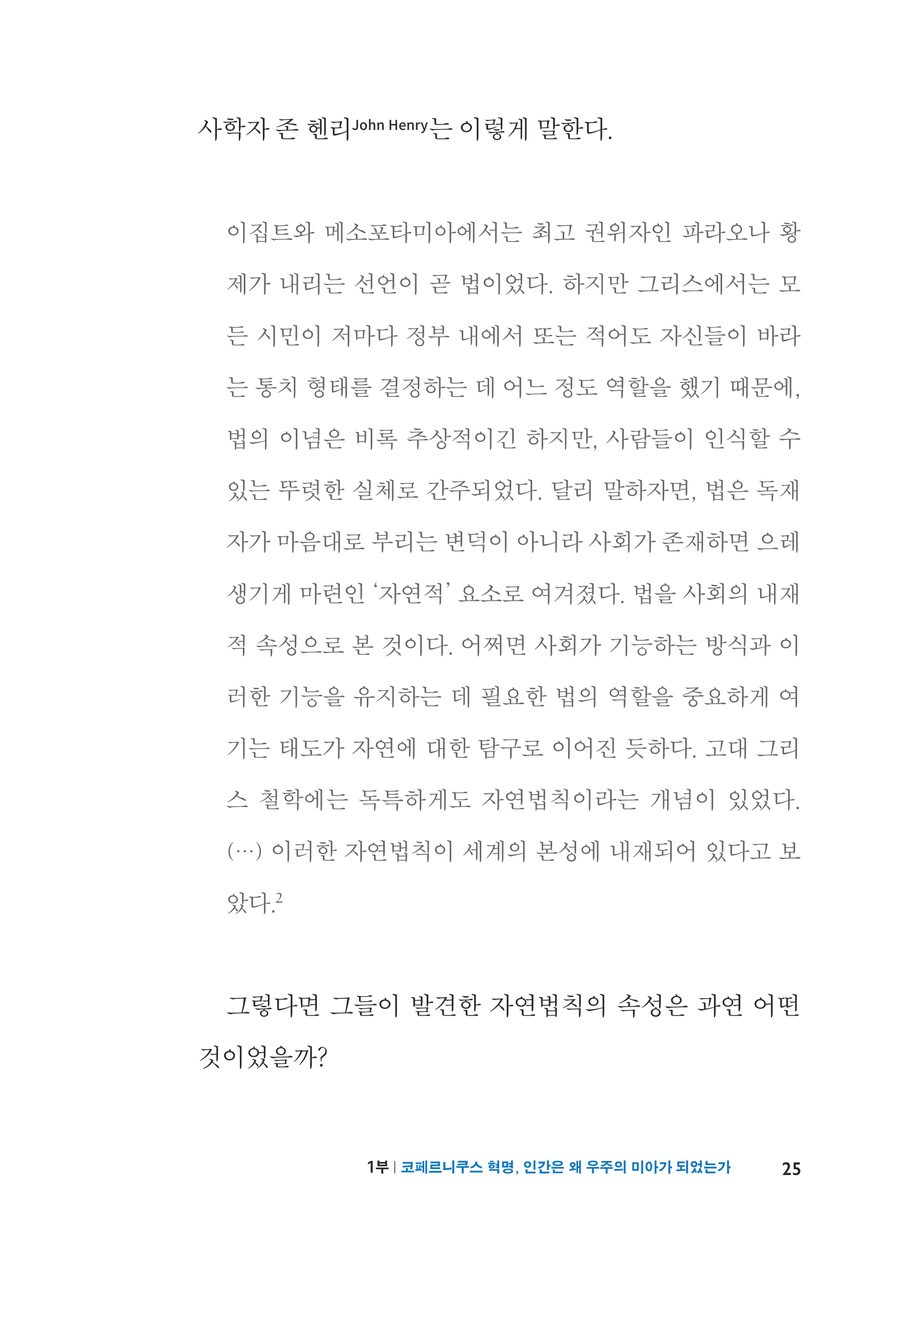 사학자 존 헨리John Henry는 이렇게 말한다.
이집트와 메소포타미아에서는 최고 권위자인 파라오나 황
제가 내리는 선언이 곧 법이었다. 하지만 그리스에서는 모
든 시민이 저마다 정부 내에서 또는 적어도 자신들이 바라
는 통치 형태를 결정하는 데 어느 정도 역할을 했기 때문에,
법의 이념은 비록 추상적이긴 하지만, 사람들이 인식할 수
있는 뚜렷한 실체로 간주되었다. 달리 말하자면, 법은 독재
자가 마음대로 부리는 변덕이 아니라 사회가 존재하면 으레
생기게 마련인 ‘자연적’ 요소로 여겨졌다. 법을 사회의 내재
적 속성으로 본 것이다. 어쩌면 사회가 기능하는 방식과 이
러한 기능을 유지하는 데 필요한 법의 역할을 중요하게 여
기는 태도가 자연에 대한 탐구로 이어진 듯하다. 고대 그리
스 철학에는 독특하게도 자연법칙이라는 개념이 있었다.
(…) 이러한 자연법칙이 세계의 본성에 내재되어 있다고 보
았다.2
그렇다면 그들이 발견한 자연법칙의 속성은 과연 어떤
것이었을까?
1부 | 코페르니쿠스 혁명, 인간은 왜 우주의 미아가 되었는가 25